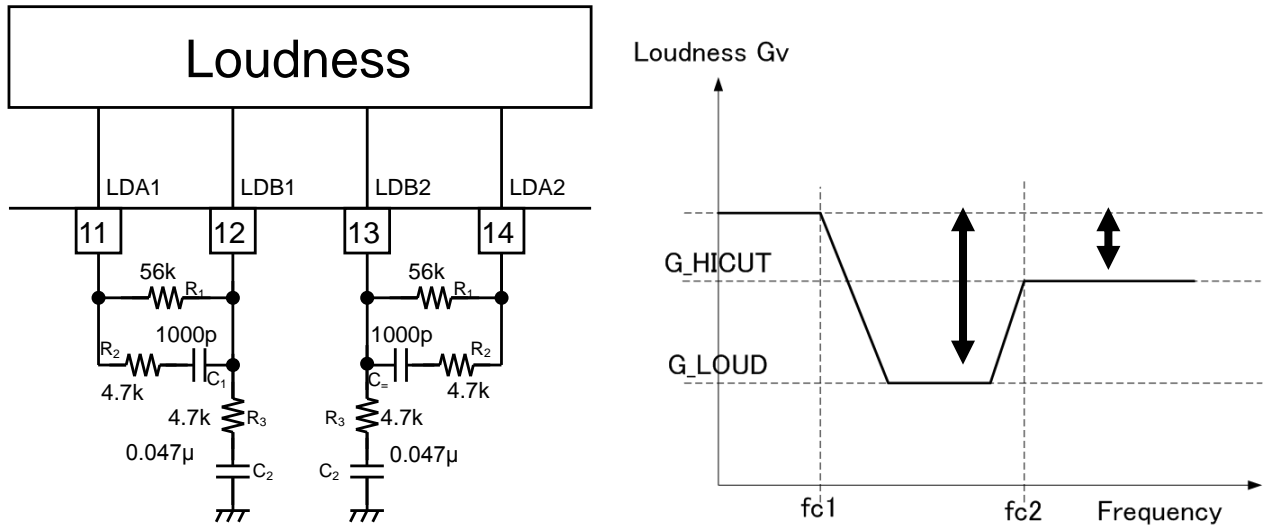 Loudness
LDA1
LDB1
LDB2
LDA2
11
12
13
14
56k
R₁
56k
R₁
1000p
1000p
R₂
C₁
C₌
R₂
4.7k
4.7k
4.7k
R₃
R₃
4.7k
0.047μ
C₂
C₂
0.047μ
Loudness Gv
G_HICUT
G_LOUD
fc1
fc2
Frequency